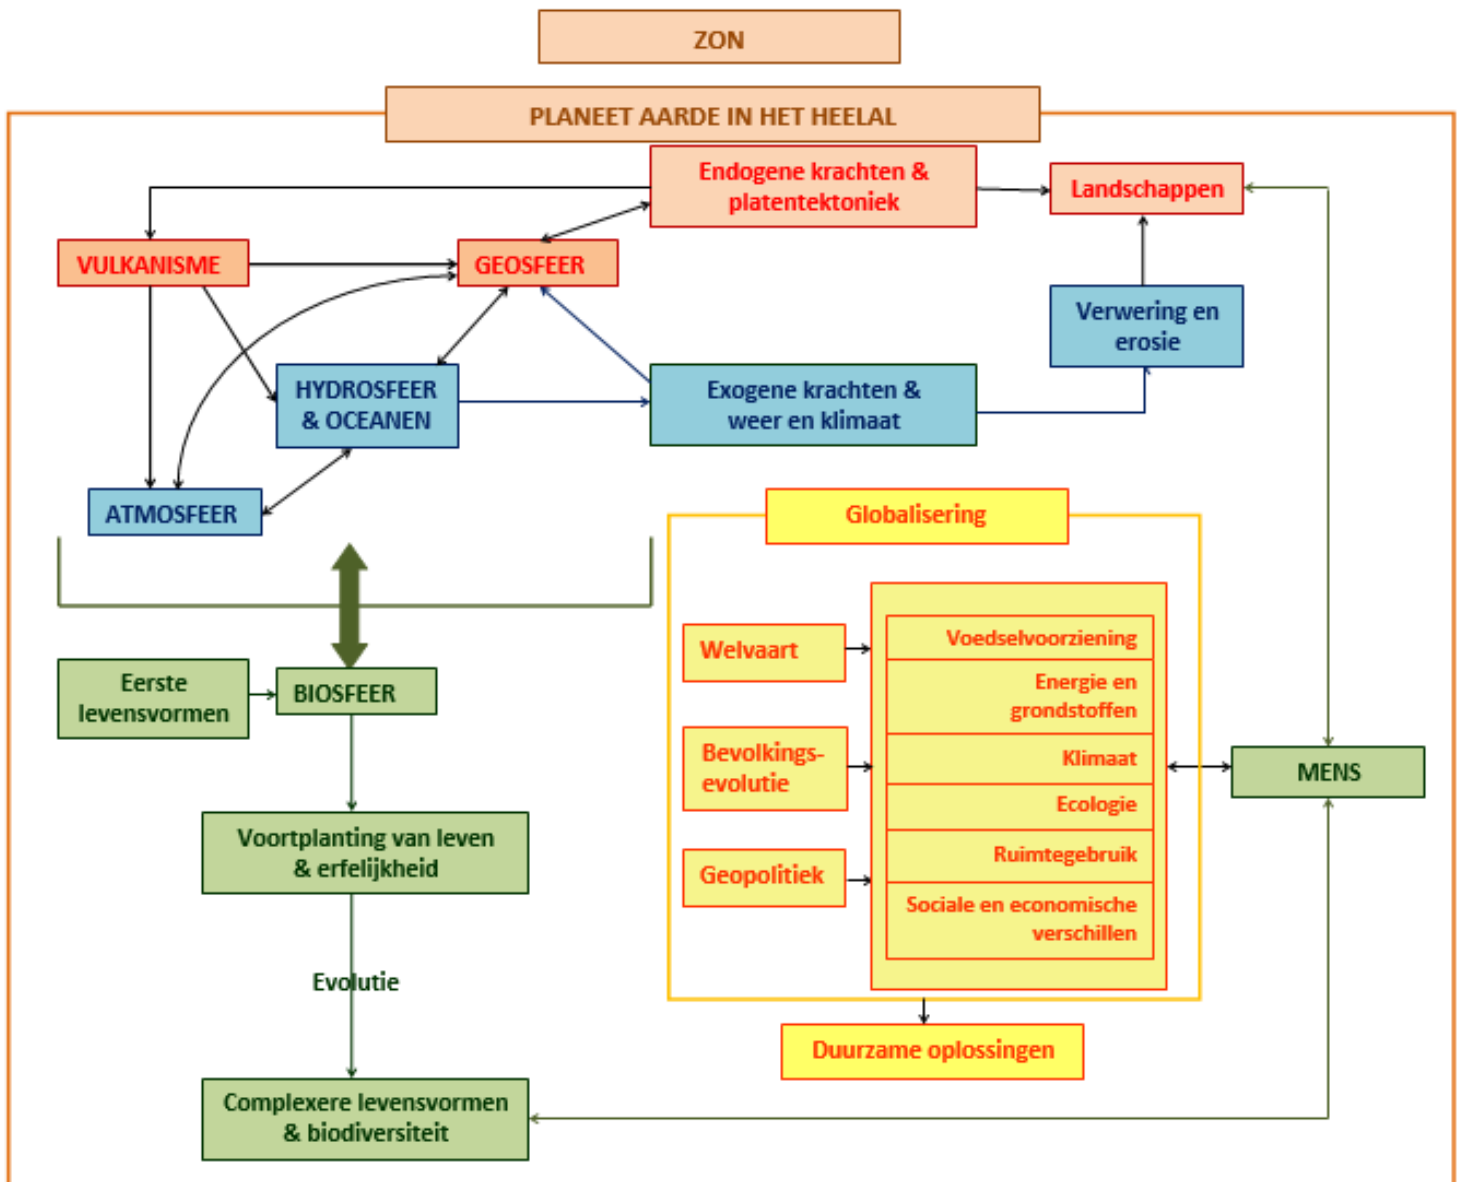 ZON
PLANEET AARDE IN HET HEELAL
Endogene krachten &
platentektoniek
Landschappen
VULKANISME
GEOSFEER
Verwering en
erosie
HYDROSFEER
& OCEANEN
Exogene krachten &
weer en klimaat
ATMOSFEER
Globalisering
Welvaart
Voedselvoorziening
Eerste
levensvormen
BIOSFEER
Energie en
grondstoffen
Bevolkings-
evolutie
Klimaat
MENS
Ecologie
Voortplanting van leven
& erfelijkheid
Geopolitiek
Ruimtegebruik
Sociale en economische
verschillen
Evolutie
Duurzame oplossingen
Complexere levensvormen
& biodiversiteit